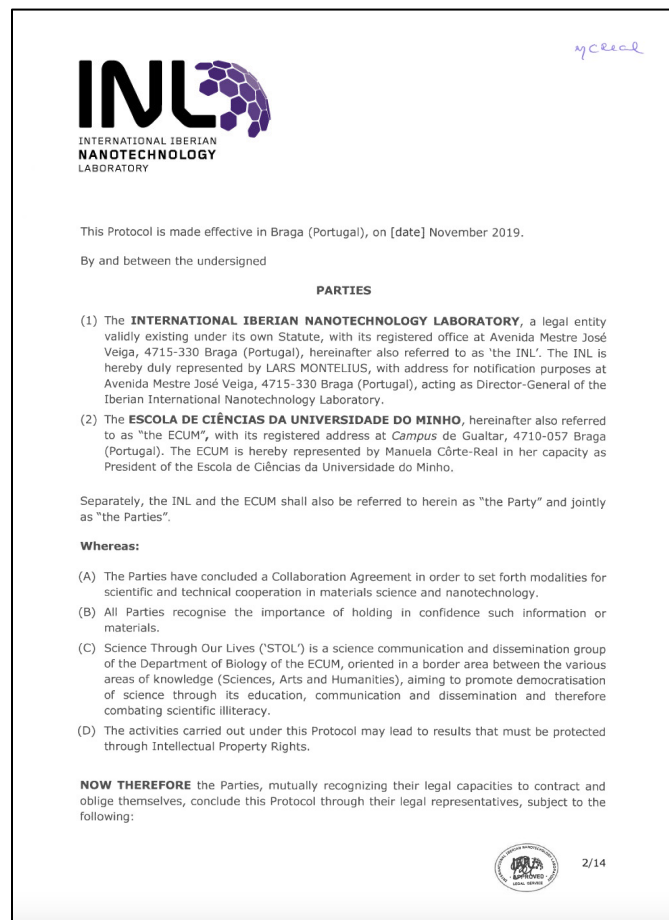 INL
INTERNATIONAL IBERIAN
NANOTECHNOLOGY
LABORATORY
This Protocol is made effective in Braga (Portugal), on [date] November 2019.
By and between the undersigned
PARTIES
(1) The INTERNATIONAL IBERIAN NANOTECHNOLOGY LABORATORY, a legal entity
validly existing under its own Statute, with its registered office at Avenida Mestre José
Veiga, 4715-330 Braga (Portugal), hereinafter also referred to as ‘the INL’. The INL is
hereby duly represented by LARS MONTELIUS, with address for notification purposes at
Avenida Mestre José Veiga, 4715-330 Braga (Portugal), acting as Director-General of the
Iberian International Nanotechnology Laboratory.
(2) The ESCOLA DE CIÊNCIAS DA UNIVERSIDADE DO MINHO, hereinafter also referred
to as “the ECUM”, with its registered address at Campus de Gualtar, 4710-057 Braga
(Portugal). The ECUM is hereby represented by Manuela Côrte-Real in her capacity as
President of the Escola de Ciências da Universidade do Minho.
Separately, the INL and the ECUM shall also be referred to herein as “the Party” and jointly
as “the Parties”.
Whereas:
(A) The Parties have concluded a Collaboration Agreement in order to set forth modalities for
scientific and technical cooperation in materials science and nanotechnology.
(B) All Parties recognise the importance of holding in confidence such information or
materials.
(C) Science Through Our Lives (‘STOL’) is a science communication and dissemination group
of the Department of Biology of the ECUM, oriented in a border area between the various
areas of knowledge (Sciences, Arts and Humanities), aiming to promote democratisation
of science through its education, communication and dissemination and therefore
combating scientific illiteracy.
(D) The activities carried out under this Protocol may lead to results that must be protected
through Intellectual Property Rights.
NOW THEREFORE the Parties, mutually recognizing their legal capacities to contract and
oblige themselves, conclude this Protocol through their legal representatives, subject to the
following:
INTERNATIONAL IBERIAN NANOTECHNOLOGY LABORATORY
APPROVED
LEGAL SERVICE
2/14